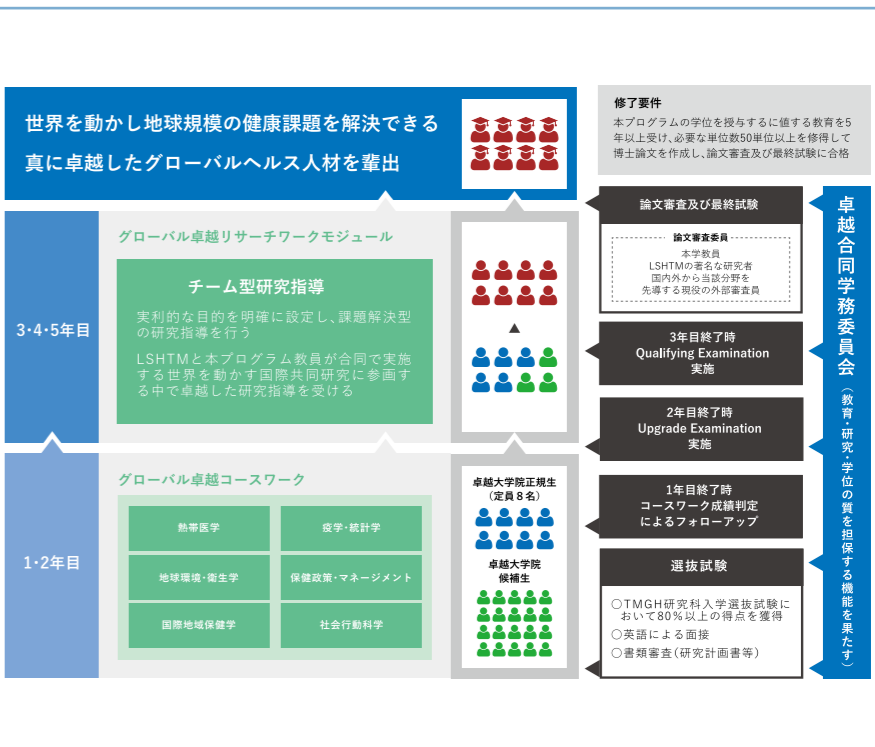 世界を動かし地球規模の健康課題を解決できる
真に卓越したグローバルヘルス人材を輩出
修了要件
本プログラムの学位を授与するに値する教育を5
年以上受け、必要な単位数50単位以上を修得して
博士論文を作成し、論文審査及び最終試験に合格
3・4・5年目
グローバル卓越リサーチワークモジュール
チーム型研究指導
実利的な目的を明確に設定し、課題解決型
の研究指導を行う
LSHTMと本プログラム教員が合同で実施
する世界を動かす国際共同研究に参画す
る中で卓越した研究指導を受ける
1・2年目
グローバル卓越コースワーク
熱帯医学
疫学・統計学
地球環境・衛生学
保健政策・マネージメント
国際地域保健学
社会行動科学
卓越大学院正規生
（定員８名）
卓越大学院
候補生
論文審査及び最終試験
論文審査委員
本学教員
LSHTMの著名な研究者
国内外から当該分野を
先導する現役の外部審査員
3年目終了時
Qualifying Examination
実施
2年目終了時
Upgrade Examination
実施
1年目終了時
コースワーク成績判定
によるフォローアップ
選抜試験
○TMGH研究科入学選抜試験に
おいて80％以上の得点を獲得
○英語による面接
○書類審査（研究計画書等）
卓越合同学務委員会（教育・研究・学位の質を担保する機能を果たす）